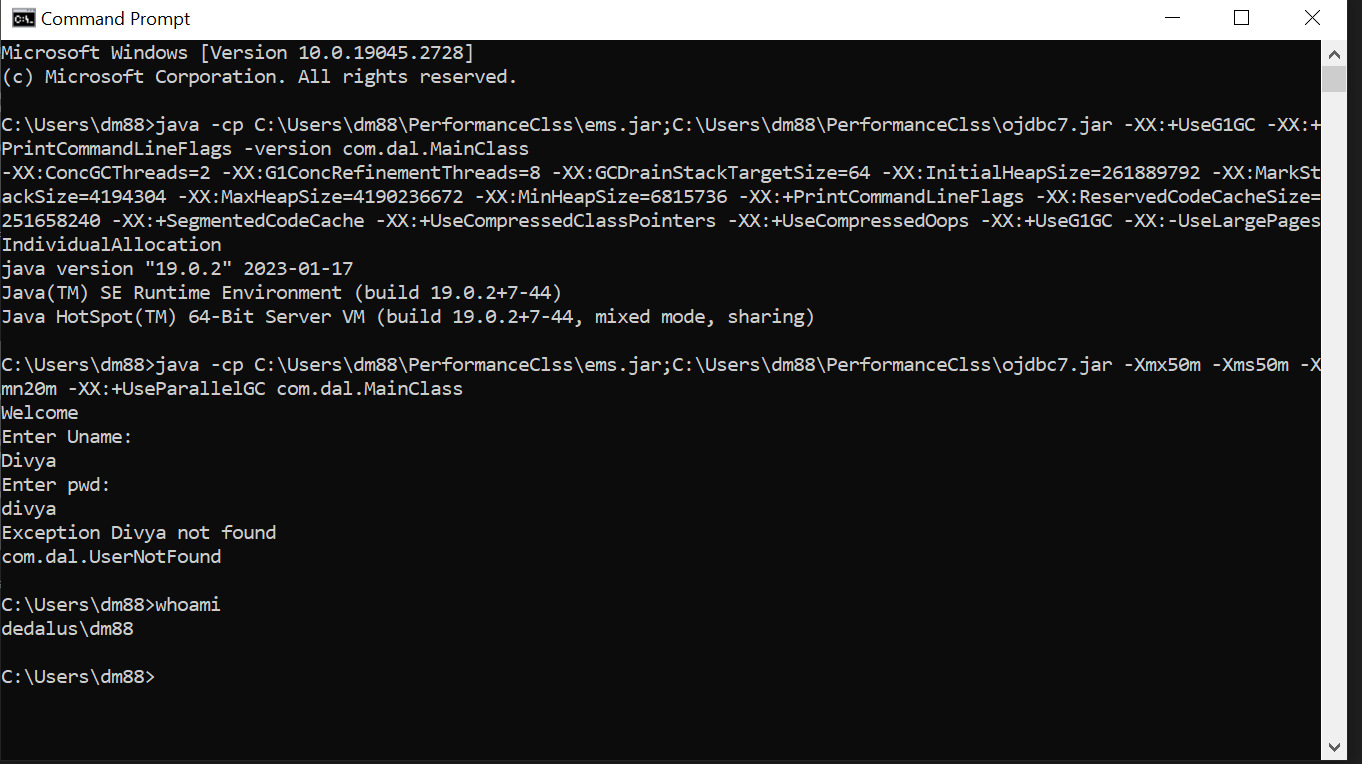 Command Prompt
Microsoft Windows [Version 10.0.19045.2728]
(c) Microsoft Corporation. All rights reserved.
C:\Users\dm88>java -cp C:\Users\dm88\PerformanceClss\ems.jar;C:\Users\dm88\PerformanceClss\ojdbc7.jar -XX:+UseG1GC -XX:+
PrintCommandLineFlags -version com.dal.MainClass
-XX:ConcGCThreads=2 -XX:G1ConcRefinementThreads=8 -XX:GCDrainStackTargetSize=64 -XX:InitialHeapSize=261889792 -XX:MarkSt
ackSize=4194304 -XX:MaxHeapSize=4190236672 -XX:MinHeapSize=6815736 -XX:+PrintCommandLineFlags -XX:ReservedCodeCacheSize=
251658240 -XX:+SegmentedCodeCache -XX:+UseCompressedClassPointers -XX:+UseCompressedOops -XX:+UseG1GC -XX:-UseLargePages
IndividualAllocation
java version "19.0.2" 2023-01-17
Java(TM) SE Runtime Environment (build 19.0.2+7-44)
Java HotSpot(TM) 64-Bit Server VM (build 19.0.2+7-44, mixed mode, sharing)
C:\Users\dm88>java -cp C:\Users\dm88\PerformanceClss\ems.jar;C:\Users\dm88\PerformanceClss\ojdbc7.jar -Xmx50m -Xms50m -X
mn20m -XX:+UseParallelGC com.dal.MainClass
Welcome
Enter Uname:
Divya
Enter pwd:
divya
Exception Divya not found
com.dal.UserNotFound
C:\Users\dm88>whoami
dedalus\dm88
C:\Users\dm88>